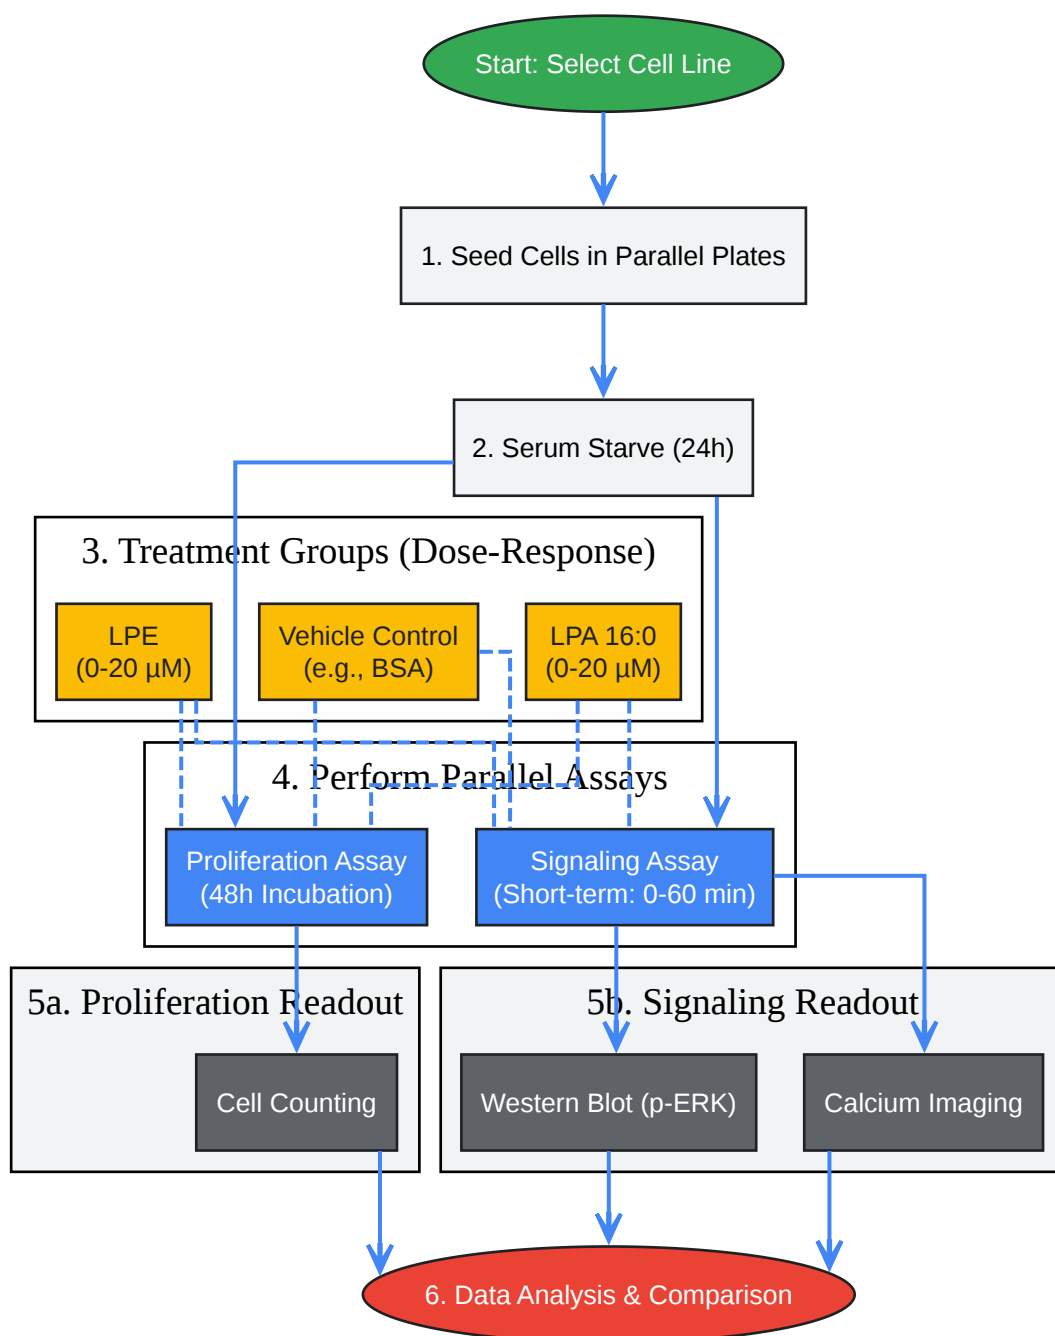 Start: Select Cell Line
1. Seed Cells in Parallel Plates
2. Serum Starve (24h)
3. Treatment Groups (Dose-Response)
LPE
(0-20 µM)
Vehicle Control
(e.g., BSA)
LPA 16:0
(0-20 µM)
4. Perform Parallel Assays
Proliferation Assay
(48h Incubation)
Signaling Assay
(Short-term: 0-60 min)
5a. Proliferation Readout
5b. Signaling Readout
Cell Counting
Western Blot (p-ERK)
Calcium Imaging
6. Data Analysis & Comparison